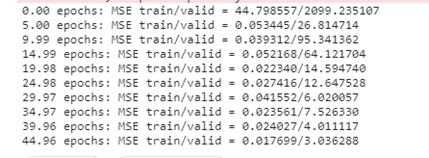 0.00 epochs: MSE train/valid = 44.798557/2099.235107
5.00 epochs: MSE train/valid = 0.053445/26.814714
9.99 epochs: MSE train/valid = 0.039312/95.341362
14.99 epochs: MSE train/valid = 0.052168/64.121704
19.98 epochs: MSE train/valid = 0.022340/14.594740
24.98 epochs: MSE train/valid = 0.027416/12.647528
29.97 epochs: MSE train/valid = 0.041552/6.020057
34.97 epochs: MSE train/valid = 0.023561/7.526330
39.96 epochs: MSE train/valid = 0.024027/4.011117
44.96 epochs: MSE train/valid = 0.017699/3.036288